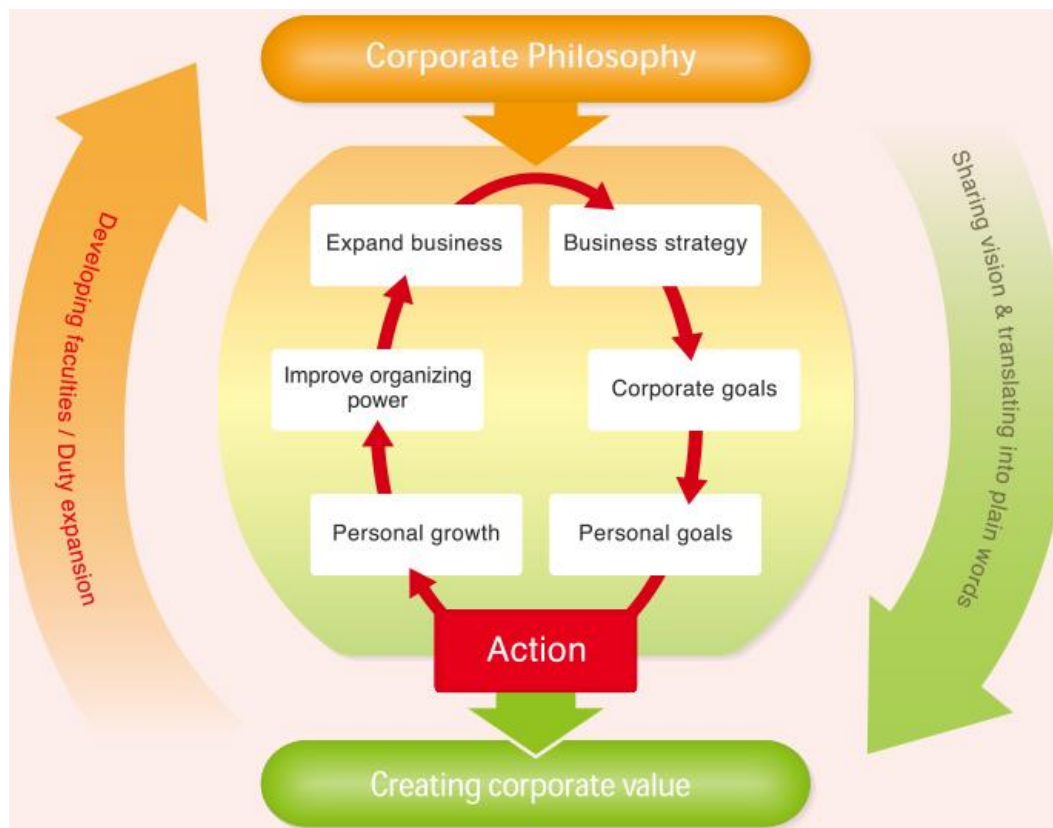 Corporate Philosophy
Developing faculties / Duty expansion
Sharing vision & translating into plain words
Expand business
Business strategy
Improve organizing
power
Corporate goals
Personal growth
Personal goals
Action
Creating corporate value